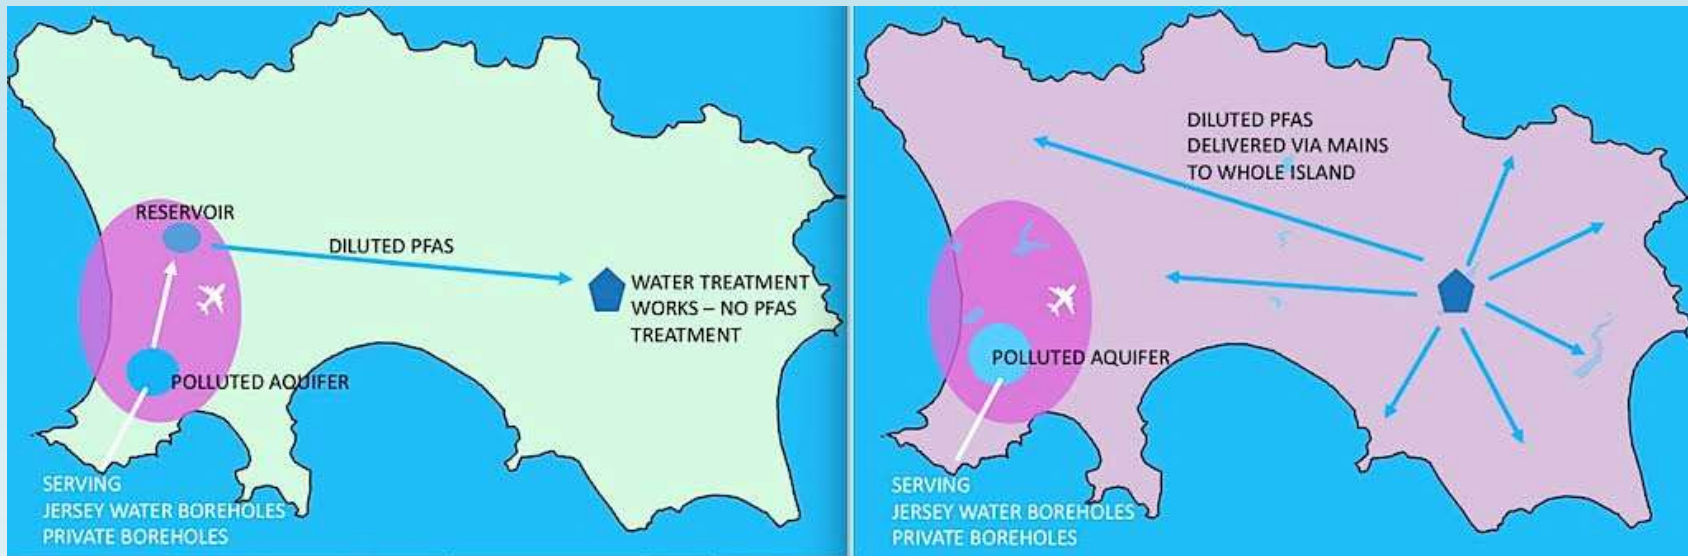 RESERVOIR
DILUTED PFAS
WATER TREATMENT
WORKS – NO PFAS
TREATMENT
POLLUTED AQUIFER
SERVING
JERSEY WATER BOREHOLES
PRIVATE BOREHOLES
DILUTED PFAS
DELIVERED VIA MAINS
TO WHOLE ISLAND
POLLUTED AQUIFER
SERVING
JERSEY WATER BOREHOLES
PRIVATE BOREHOLES